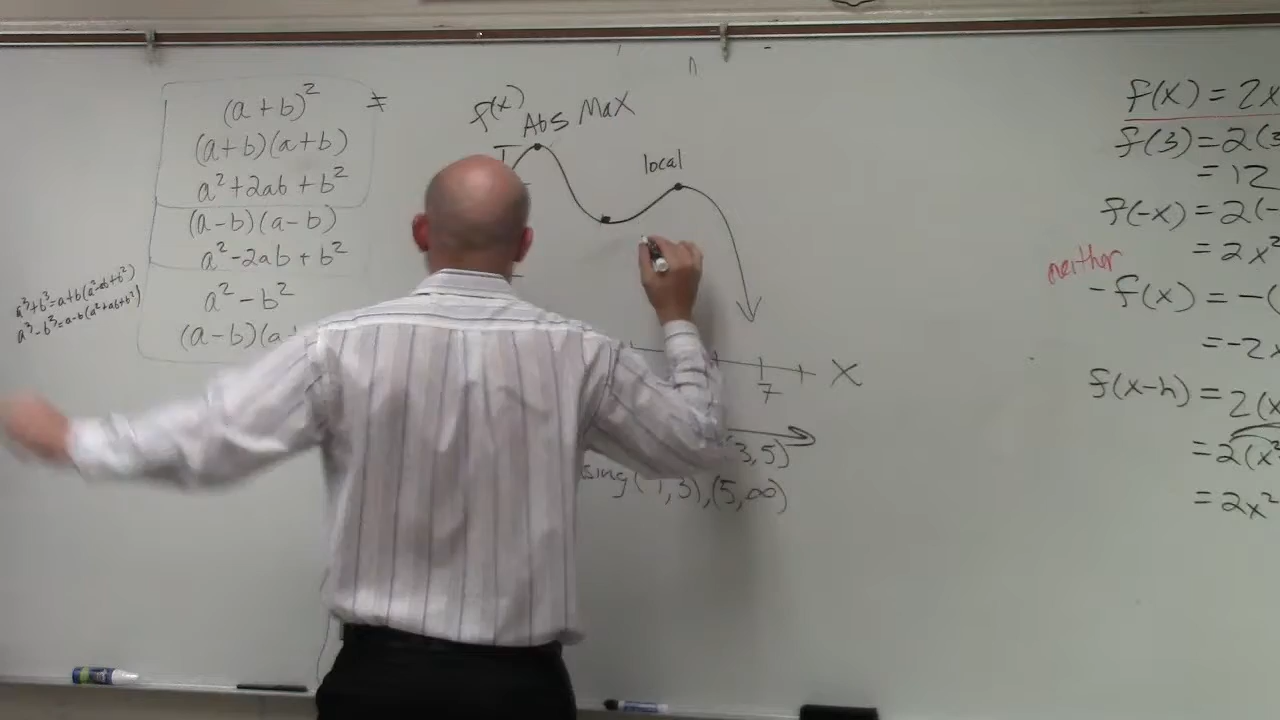 (a+b)² ≠
(a+b)(a+b)
a²+2ab+b²
(a-b)(a-b)
a²-2ab+b²
a²-b²
(a-b)(a+
a³+b³=a+b(a²-ab+b²)
a³-b³=a-b(a²+ab+b²)
f(x)
Abs Max
local
7
X
3,5)
sing(1,3),(5,∞)
f(x) = 2x
f(3) = 2(3
= 12
f(-x) = 2(-
= 2x²
neither
-f(x) = -(
= -2x
f(x-h) = 2(x
= 2(x²
= 2x²